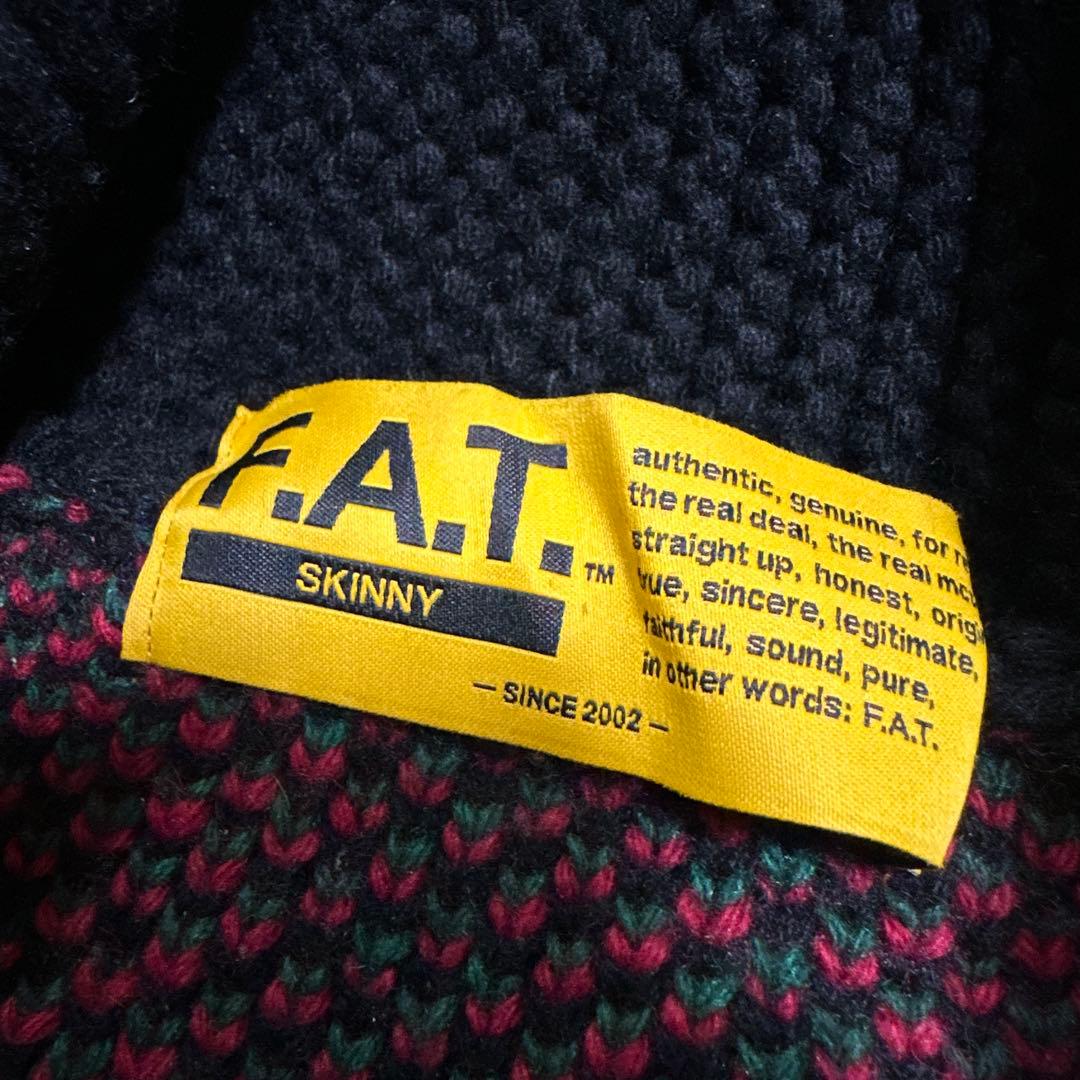 F.A.T.
SKINNY
TM
— SINCE 2002 —
authentic, genuine, for
the real deal, the real
straight up, honest,
true, sincere, legitimate,
faithful, sound, pure,
in other words: F.A.T.